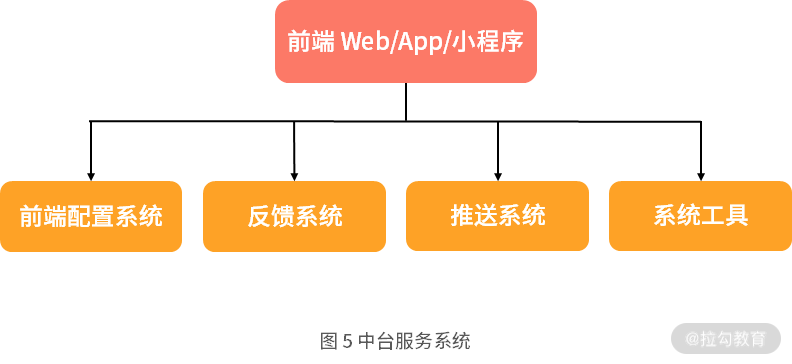 前端 Web/App/小程序
前端配置系统
反馈系统
推送系统
系统工具
图 5 中台服务系统
@拉勾教育